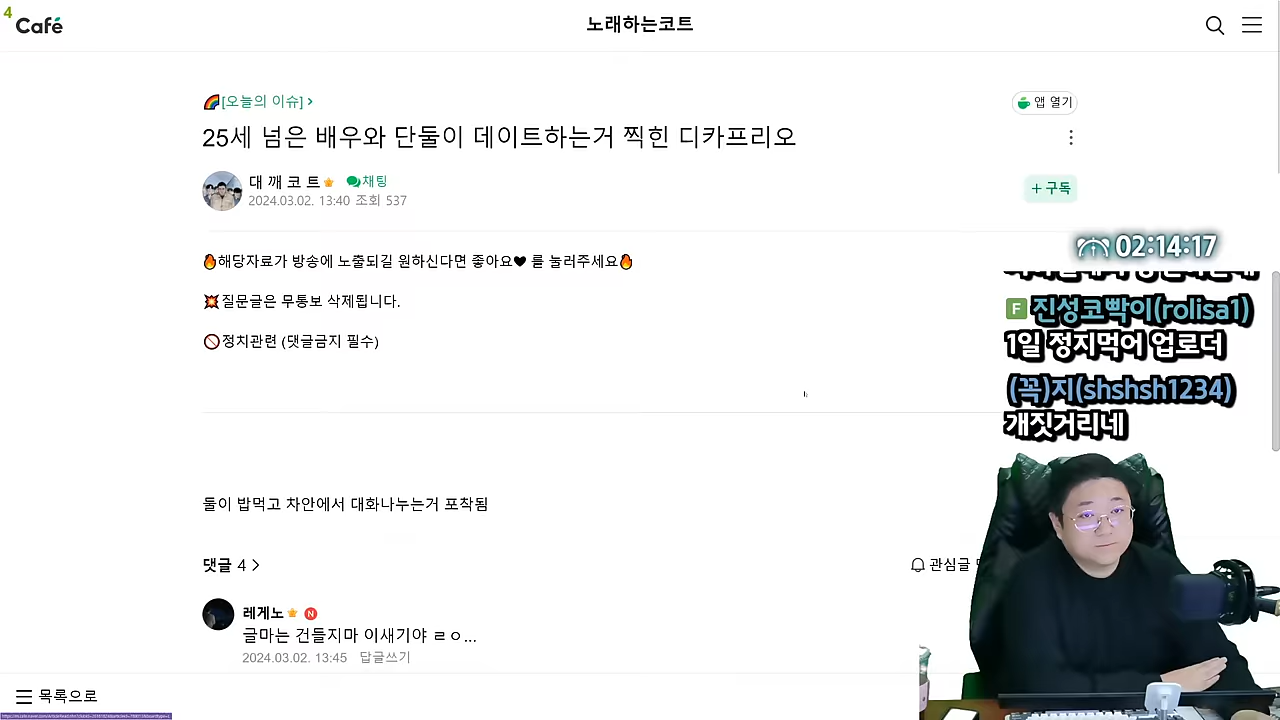 4
Café
노래하는코트
[오늘의 이슈] >
앱 열기
25세 넘은 배우와 단둘이 데이트하는거 찍힌 디카프리오
대 깨 코 트 채팅
2024.03.02. 13:40 조회 537
+ 구독
🔥해당자료가 방송에 노출되길 원하신다면 좋아요♥ 를 눌러주세요🔥
💥질문글은 무통보 삭제됩니다.
🚫정치관련 (댓글금지 필수)
02:14:17
F 진성코빡이(rolisa1)
1일 정지먹어 업로더
(꼭)지(shshsh1234)
개짓거리네
둘이 밥먹고 차안에서 대화나누는거 포착됨
댓글 4 >
관심글
레게노 N
글마는 건들지마 이새기야 ㄹㅇ...
2024.03.02. 13:45 답글쓰기
목록으로